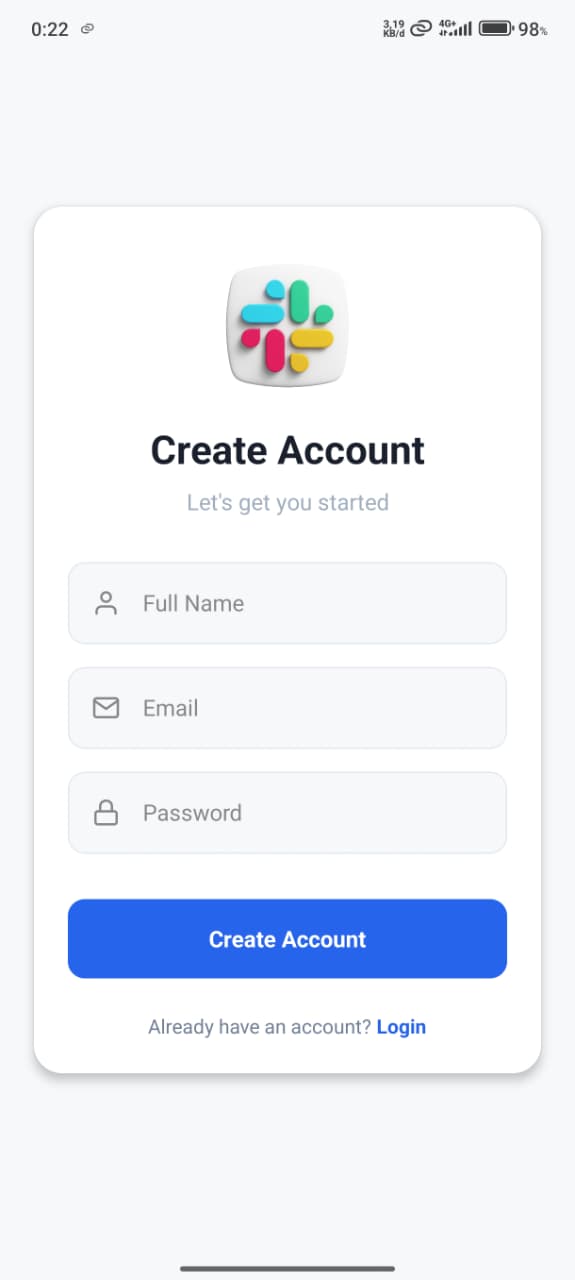 0:22 3,19 KB/d 4G+ 98%
Create Account
Let's get you started
Full Name
Email
Password
Create Account
Already have an account? Login